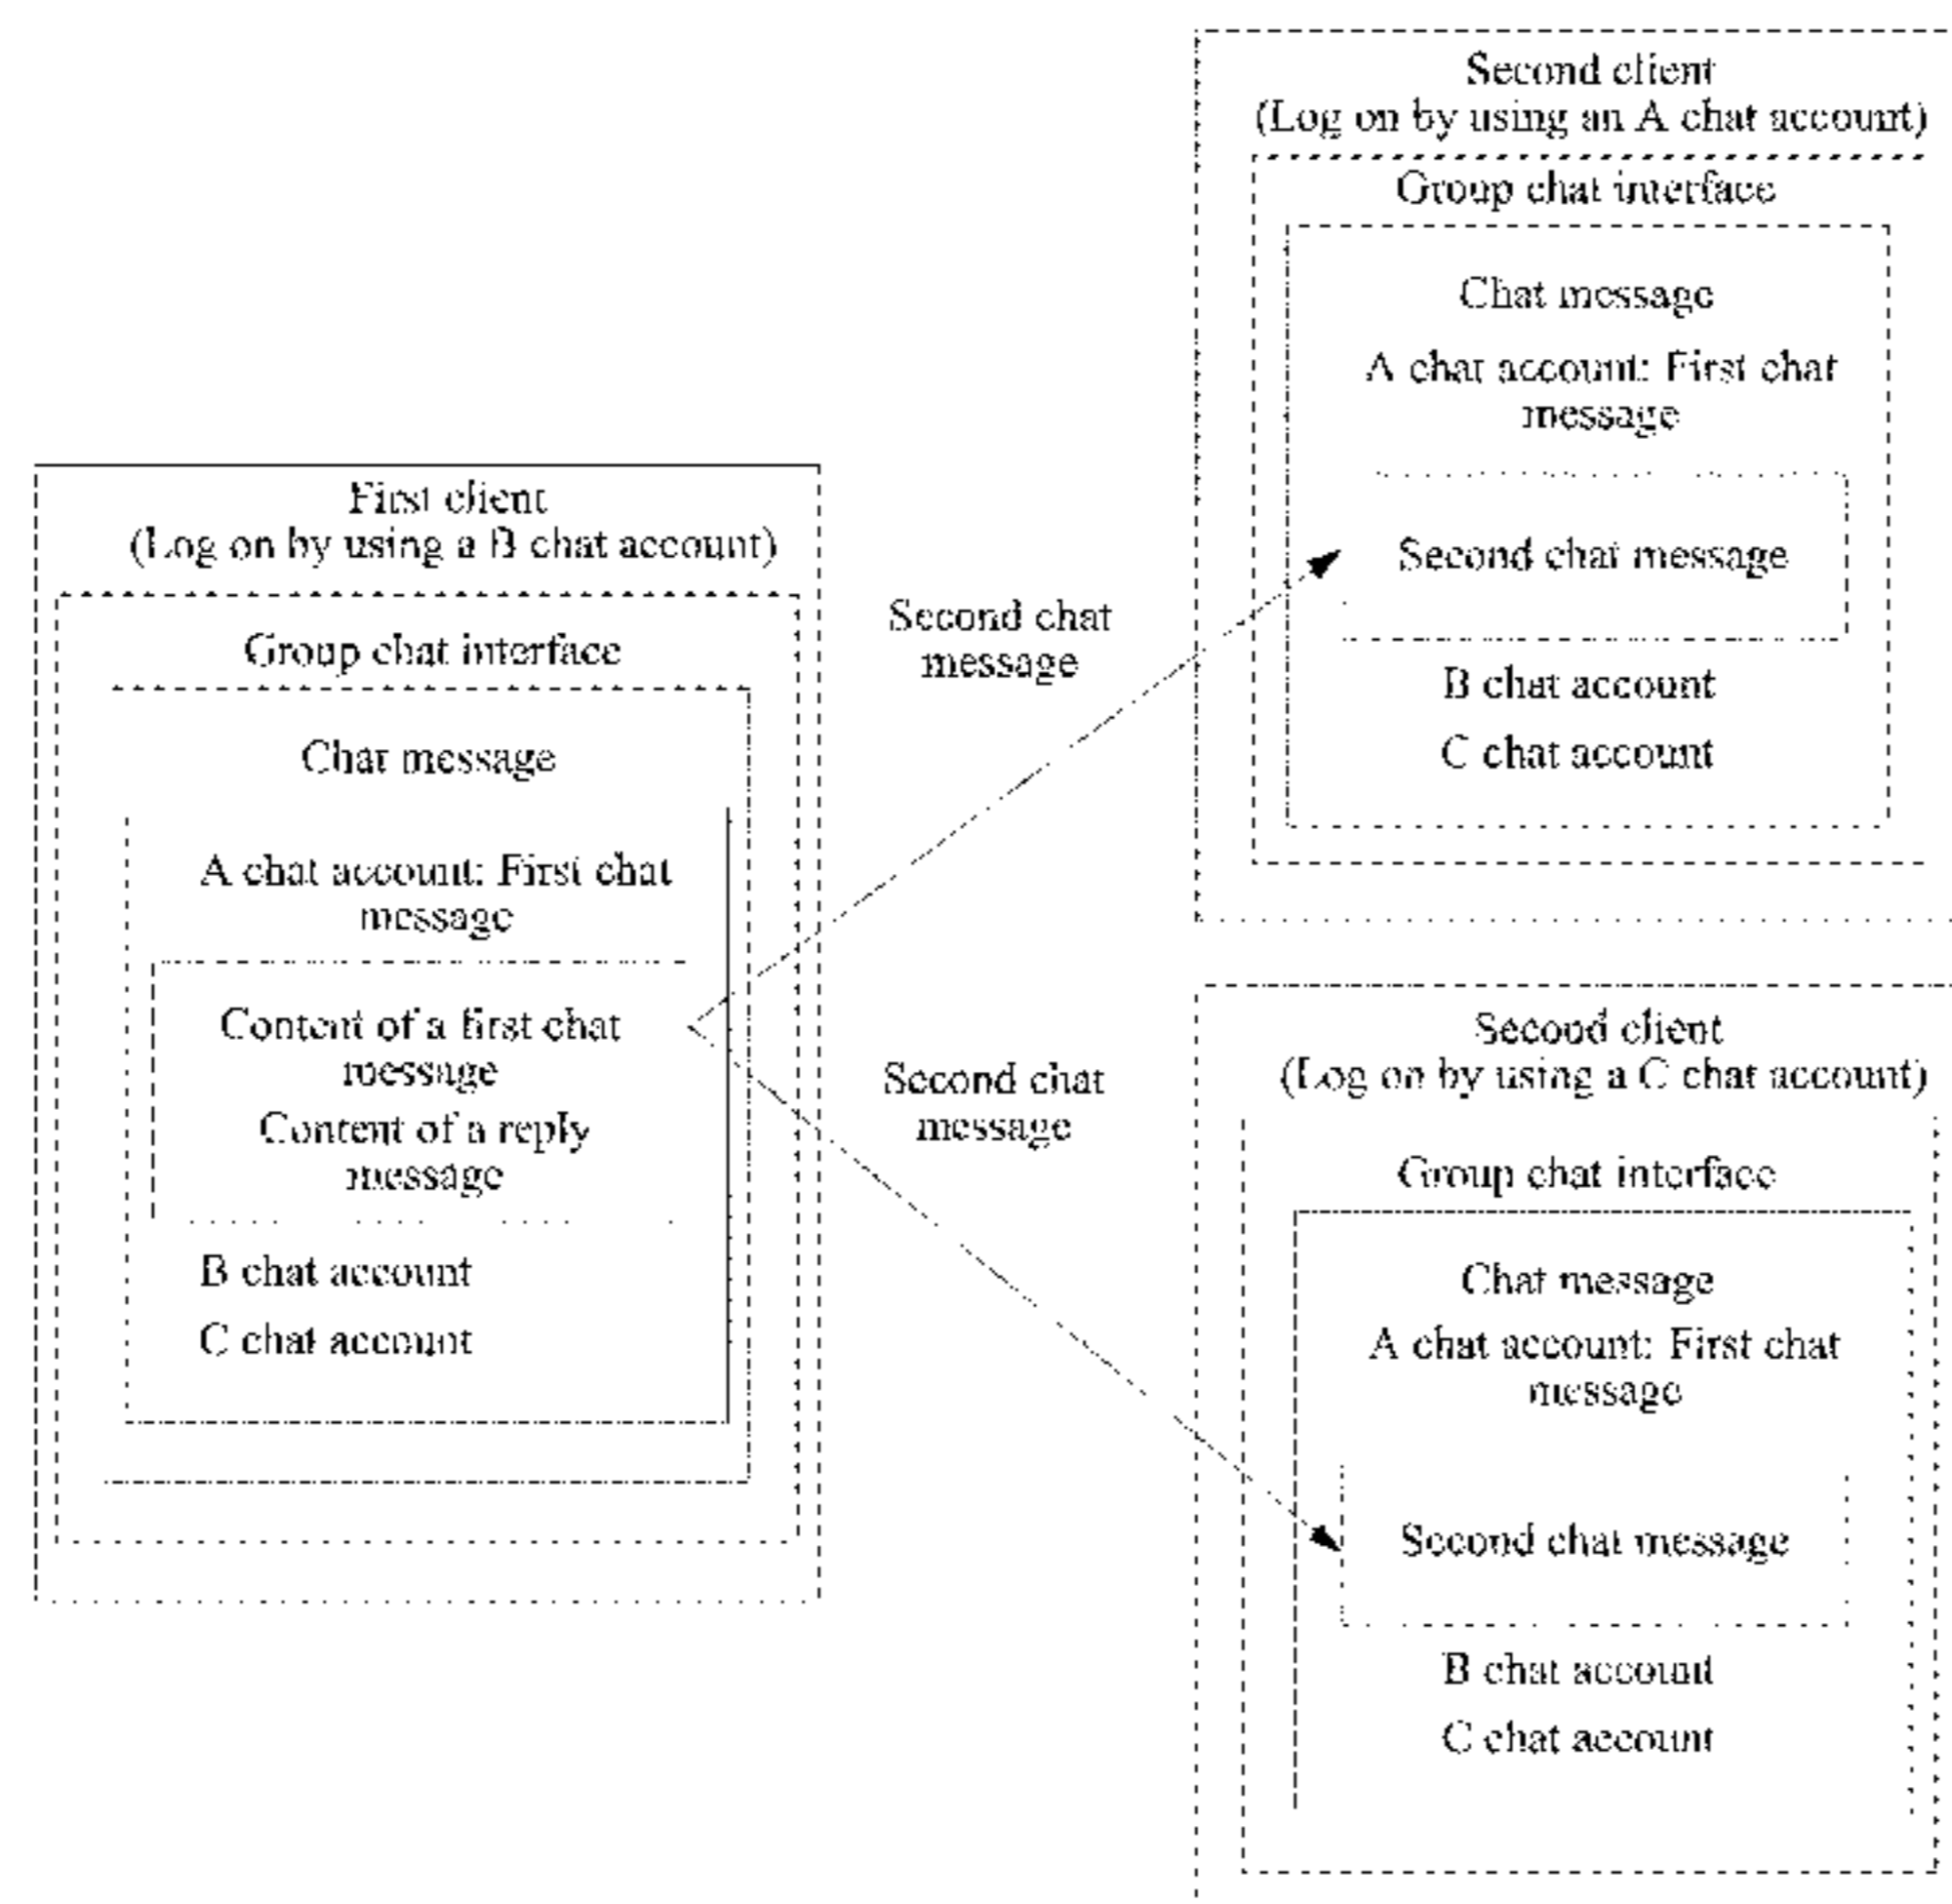 First client
(Log on by using a B chat account)
Group chat interface
Chat message
A chat account: First chat
message
Content of a first chat
message
Content of a reply
message
B chat account
C chat account
Second chat
message
Second chat
message
Second client
(Log on by using an A chat account)
Group chat interface
Chat message
A chat account: First chat
message
Second chat message
B chat account
C chat account
Second client
(Log on by using a C chat account)
Group chat interface
Chat message
A chat account: First chat
message
Second chat message
B chat account
C chat account